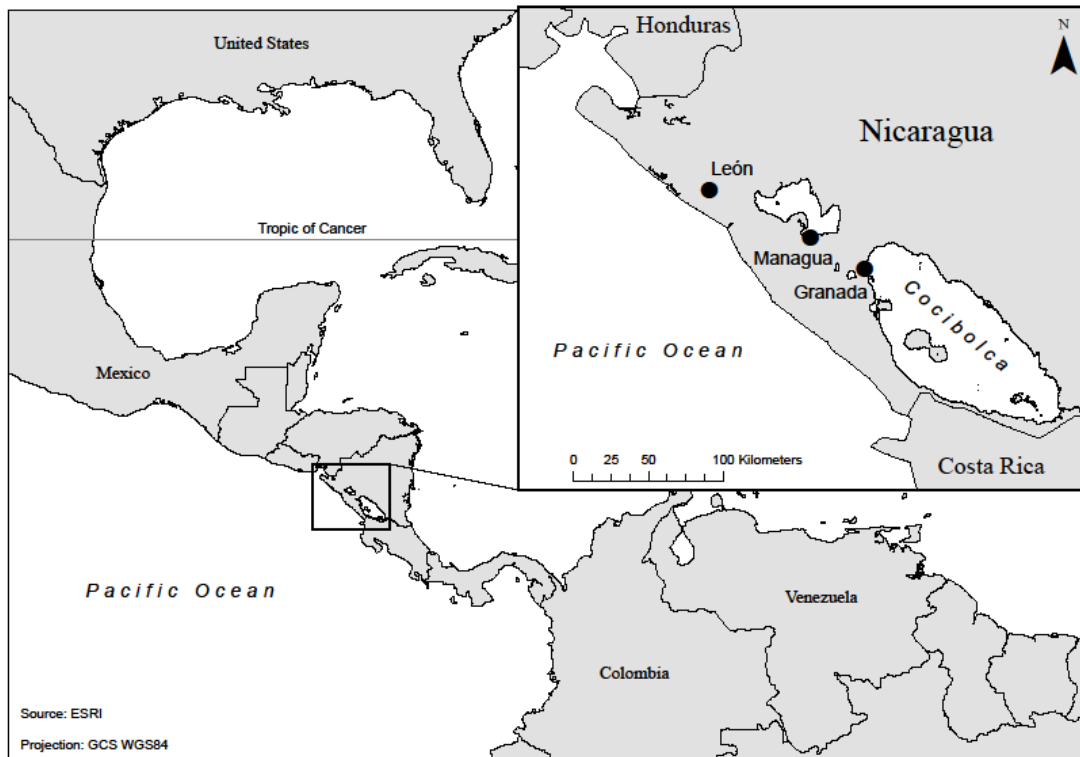 United States
Tropic of Cancer
Mexico
Pacific Ocean
Venezuela
Colombia
Source: ESRI
Projection: GCS WGS84
Honduras
N
Nicaragua
León
Managua
Granada
Cocibolca
Pacific Ocean
0 25 50 100 Kilometers
Costa Rica